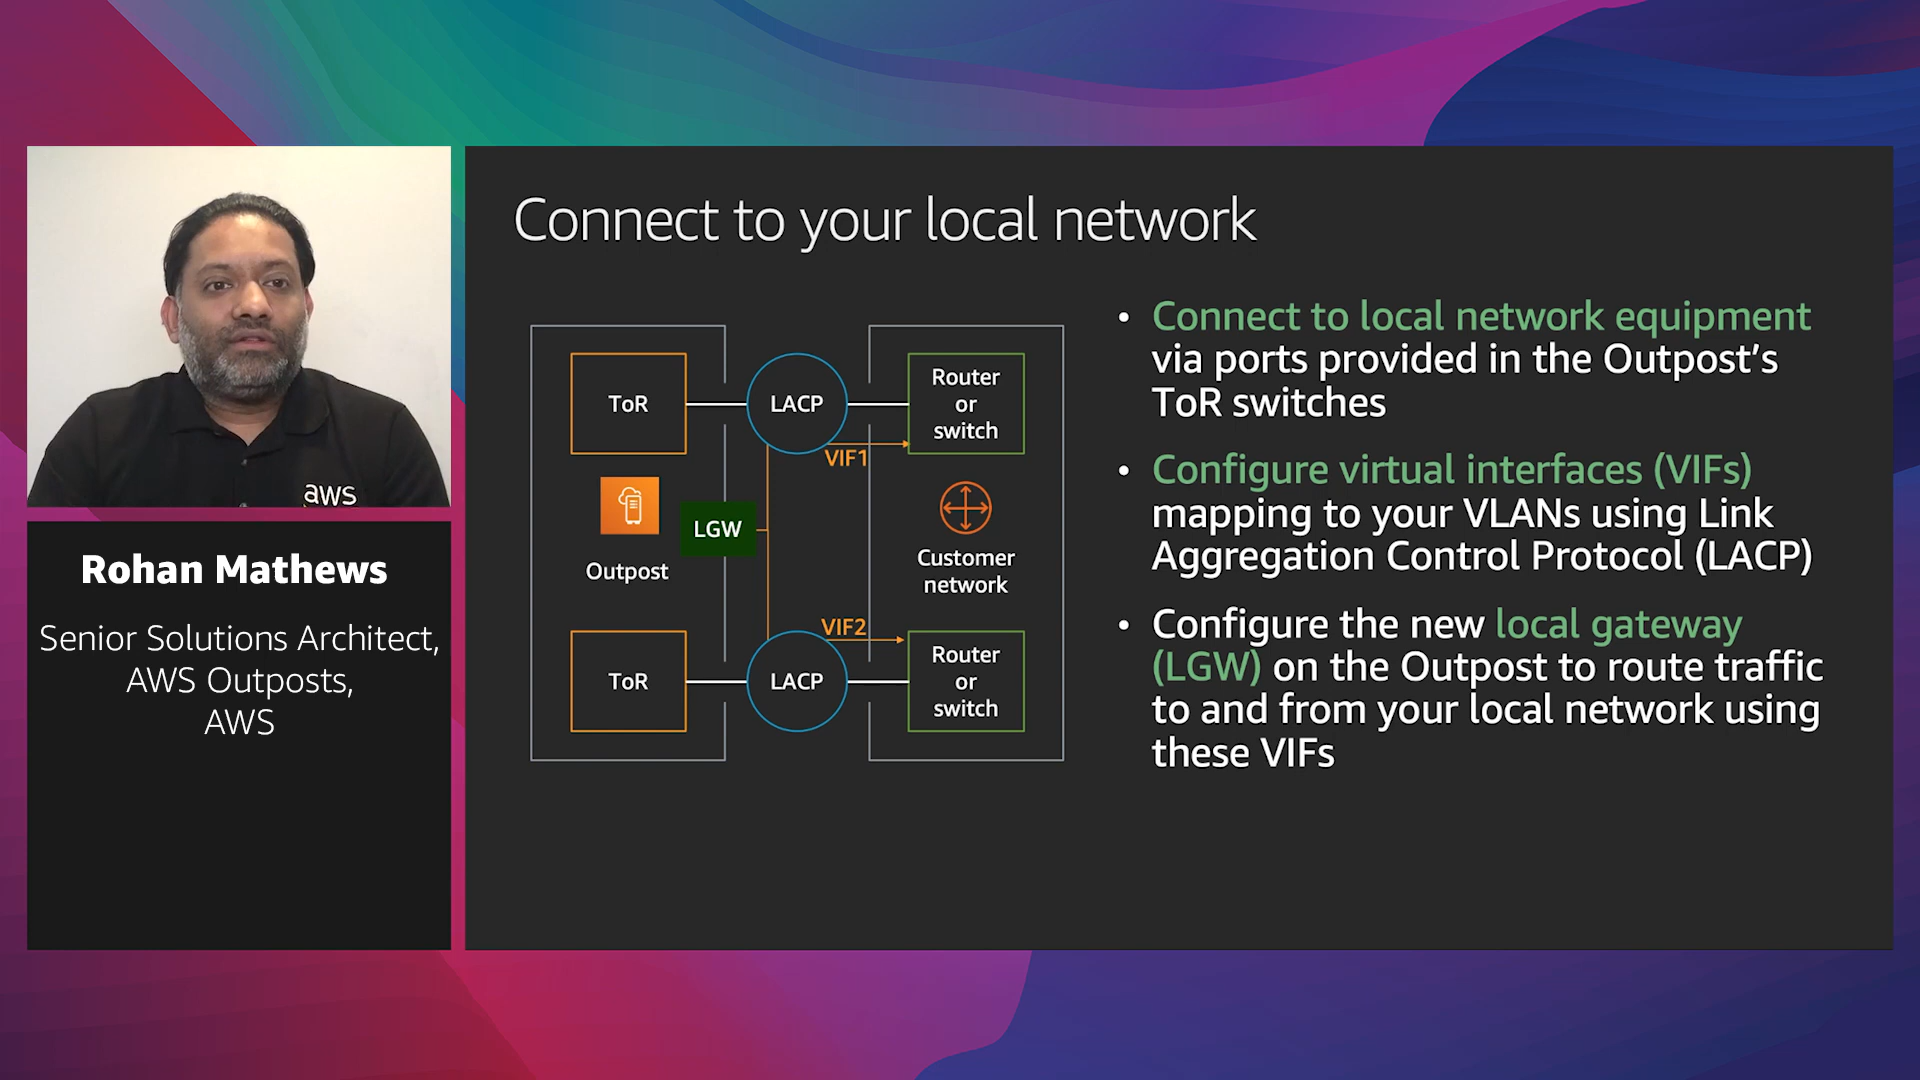 aws
Rohan Mathews
Senior Solutions Architect,
AWS Outposts,
AWS
Connect to your local network
ToR
LACP
Router
or
switch
VIF1
Outpost
LGW
Customer
network
VIF2
ToR
LACP
Router
or
switch
• Connect to local network equipment
via ports provided in the Outpost’s
ToR switches
• Configure virtual interfaces (VIFs)
mapping to your VLANs using Link
Aggregation Control Protocol (LACP)
• Configure the new local gateway
(LGW) on the Outpost to route traffic
to and from your local network using
these VIFs